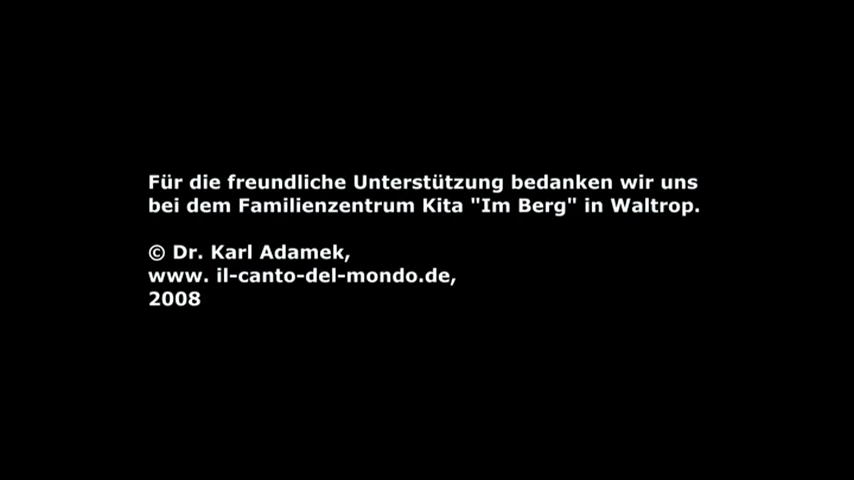 Für die freundliche Unterstützung bedanken wir uns
bei dem Familienzentrum Kita "Im Berg" in Waltrop.
© Dr. Karl Adamek,
www. il-canto-del-mondo.de,
2008